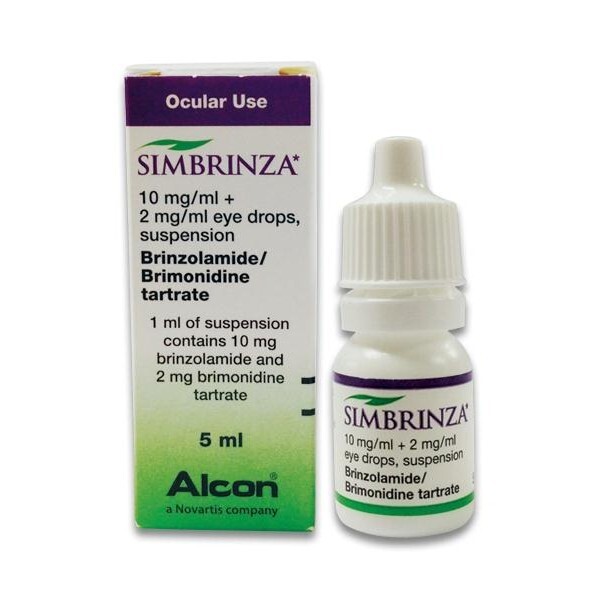 Ocular Use
SIMBRINZA*
10 mg/ml +
2 mg/ml eye drops,
suspension
Brinzolamide/
Brimonidine
tartrate
1 ml of suspension
contains 10 mg
brinzolamide and
2 mg brimonidine
tartrate
5 ml
Alcon®
a Novartis company
SIMBRINZA*
10 mg/ml + 2 mg/ml
eye drops, suspension
Brinzolamide/
Brimonidine tartrate